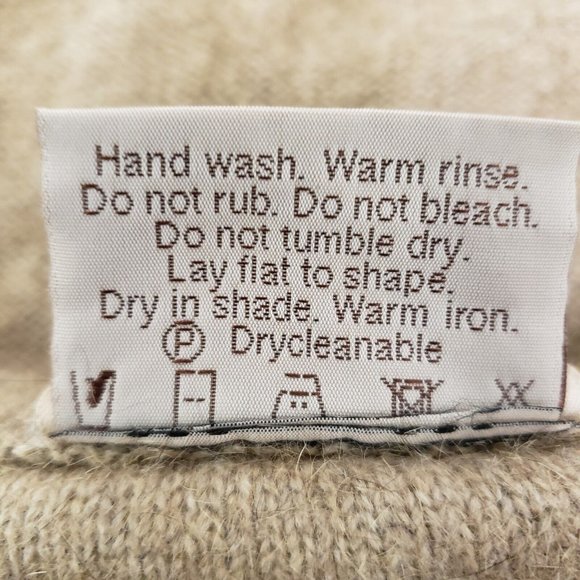 Hand wash. Warm rinse.
Do not rub. Do not bleach.
Do not tumble dry.
Lay flat to shape.
Dry in shade. Warm iron.
P Drycleanable